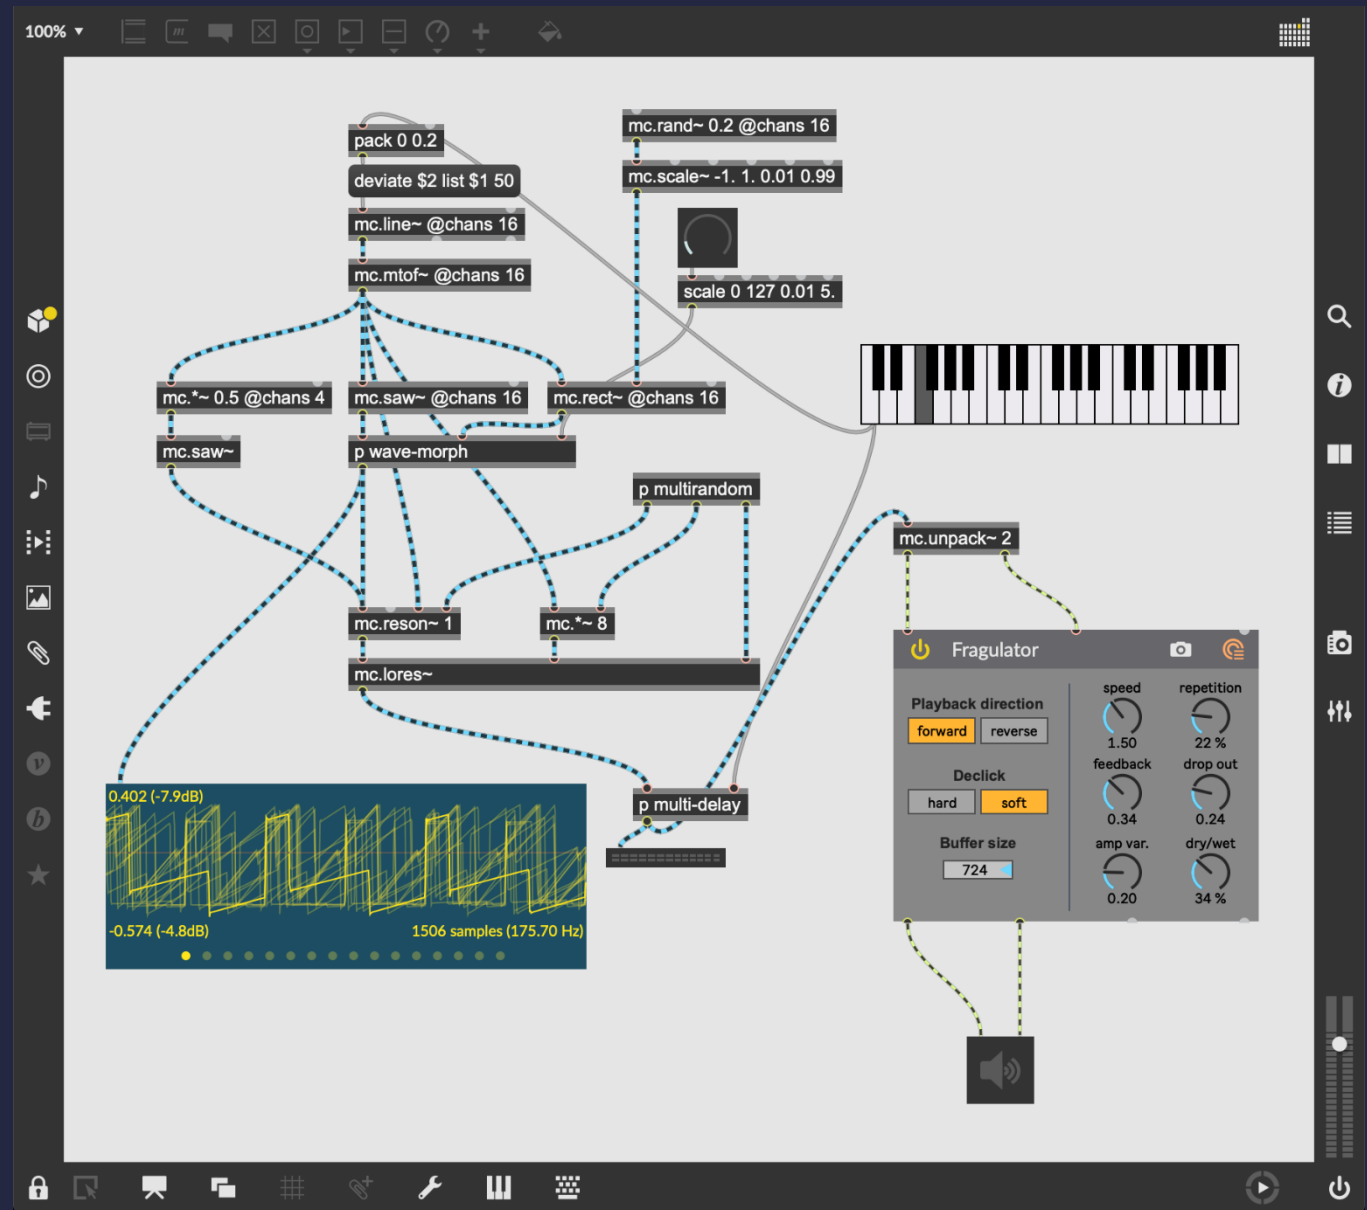 100%
pack 0 0.2
deviate $2 list $1 50
mc.line~ @chans 16
mc.mtof~ @chans 16
mc.rand~ 0.2 @chans 16
mc.scale~ -1. 1. 0.01 0.99
scale 0 127 0.01 5.
mc.*~ 0.5 @chans 4
mc.saw~ @chans 16
mc.rect~ @chans 16
mc.saw~
p wave-morph
p multirandom
mc.unpack~ 2
mc.reson~ 1
mc.*~ 8
mc.lores~
p multi-delay
0.402 (-7.9dB)
-0.574 (-4.8dB)
1506 samples (175.70 Hz)
Fragulator
Playback direction
forward
reverse
Declick
hard
soft
Buffer size
724
speed
1.50
repetition
22 %
feedback
0.34
drop out
0.24
amp var.
0.20
dry/wet
34 %
m
v
b
i